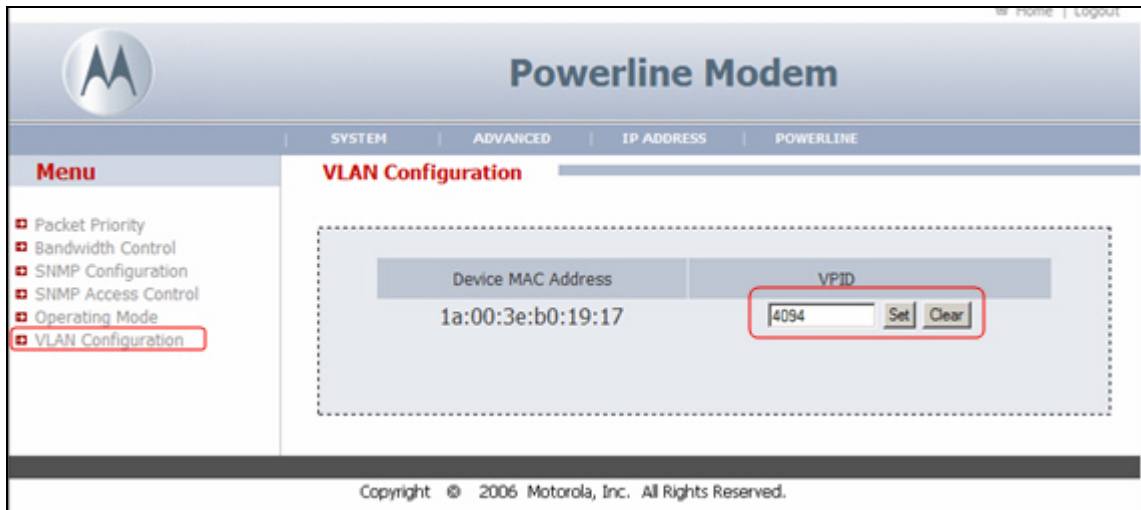 Home | Logout
Powerline Modem
| SYSTEM | ADVANCED | IP ADDRESS | POWERLINE
Menu
Packet Priority
Bandwidth Control
SNMP Configuration
SNMP Access Control
Operating Mode
VLAN Configuration
VLAN Configuration
Device MAC Address VPID
1a:00:3e:b0:19:17 4094 Set Clear
Copyright © 2006 Motorola, Inc. All Rights Reserved.